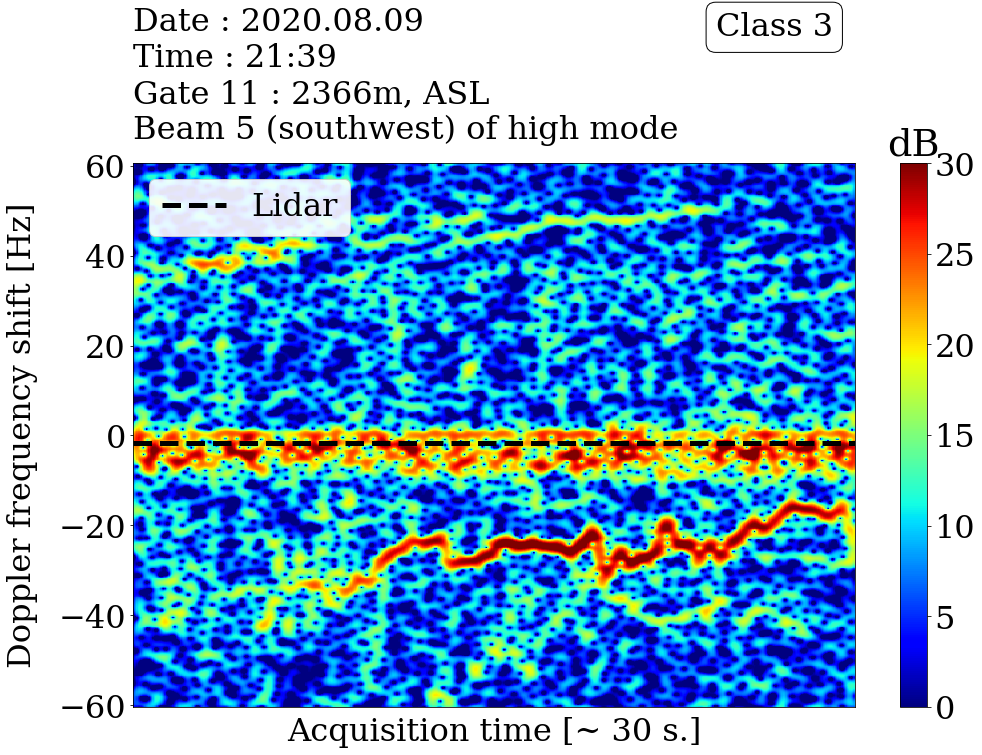 Date : 2020.08.09
Time : 21:39
Gate 11 : 2366m, ASL
Beam 5 (southwest) of high mode
Class 3
dB
Lidar
Doppler frequency shift [Hz]
60
40
20
0
−20
−40
−60
30
25
20
15
10
5
0
Acquisition time [~ 30 s.]